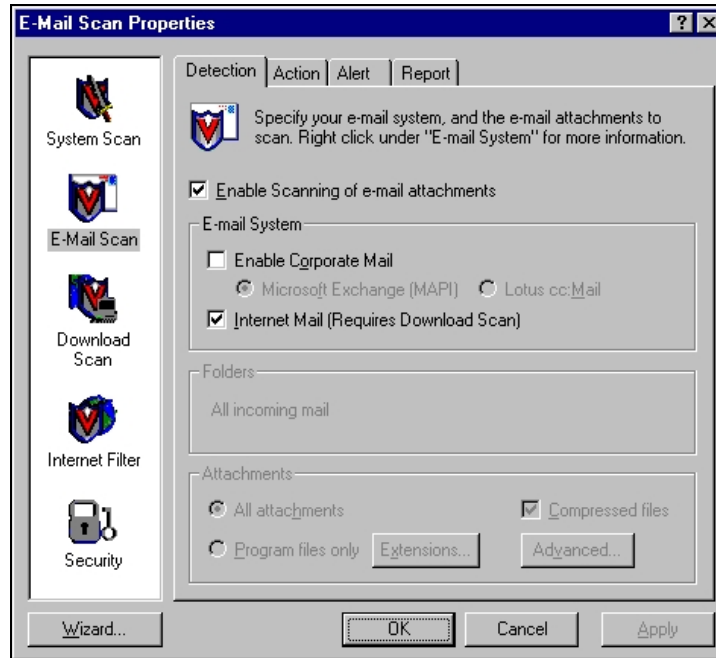 E-Mail Scan Properties
System Scan
E-Mail Scan
Download
Scan
Internet Filter
Security
Detection
Action
Alert
Report
Specify your e-mail system, and the e-mail attachments to
scan. Right click under "E-mail System" for more information.
Enable Scanning of e-mail attachments
E-mail System
Enable Corporate Mail
Microsoft Exchange (MAPI)
Lotus cc:Mail
Internet Mail (Requires Download Scan)
Folders
All incoming mail
Attachments
All attachments
Compressed files
Program files only
Extensions...
Advanced...
Wizard...
OK
Cancel
Apply